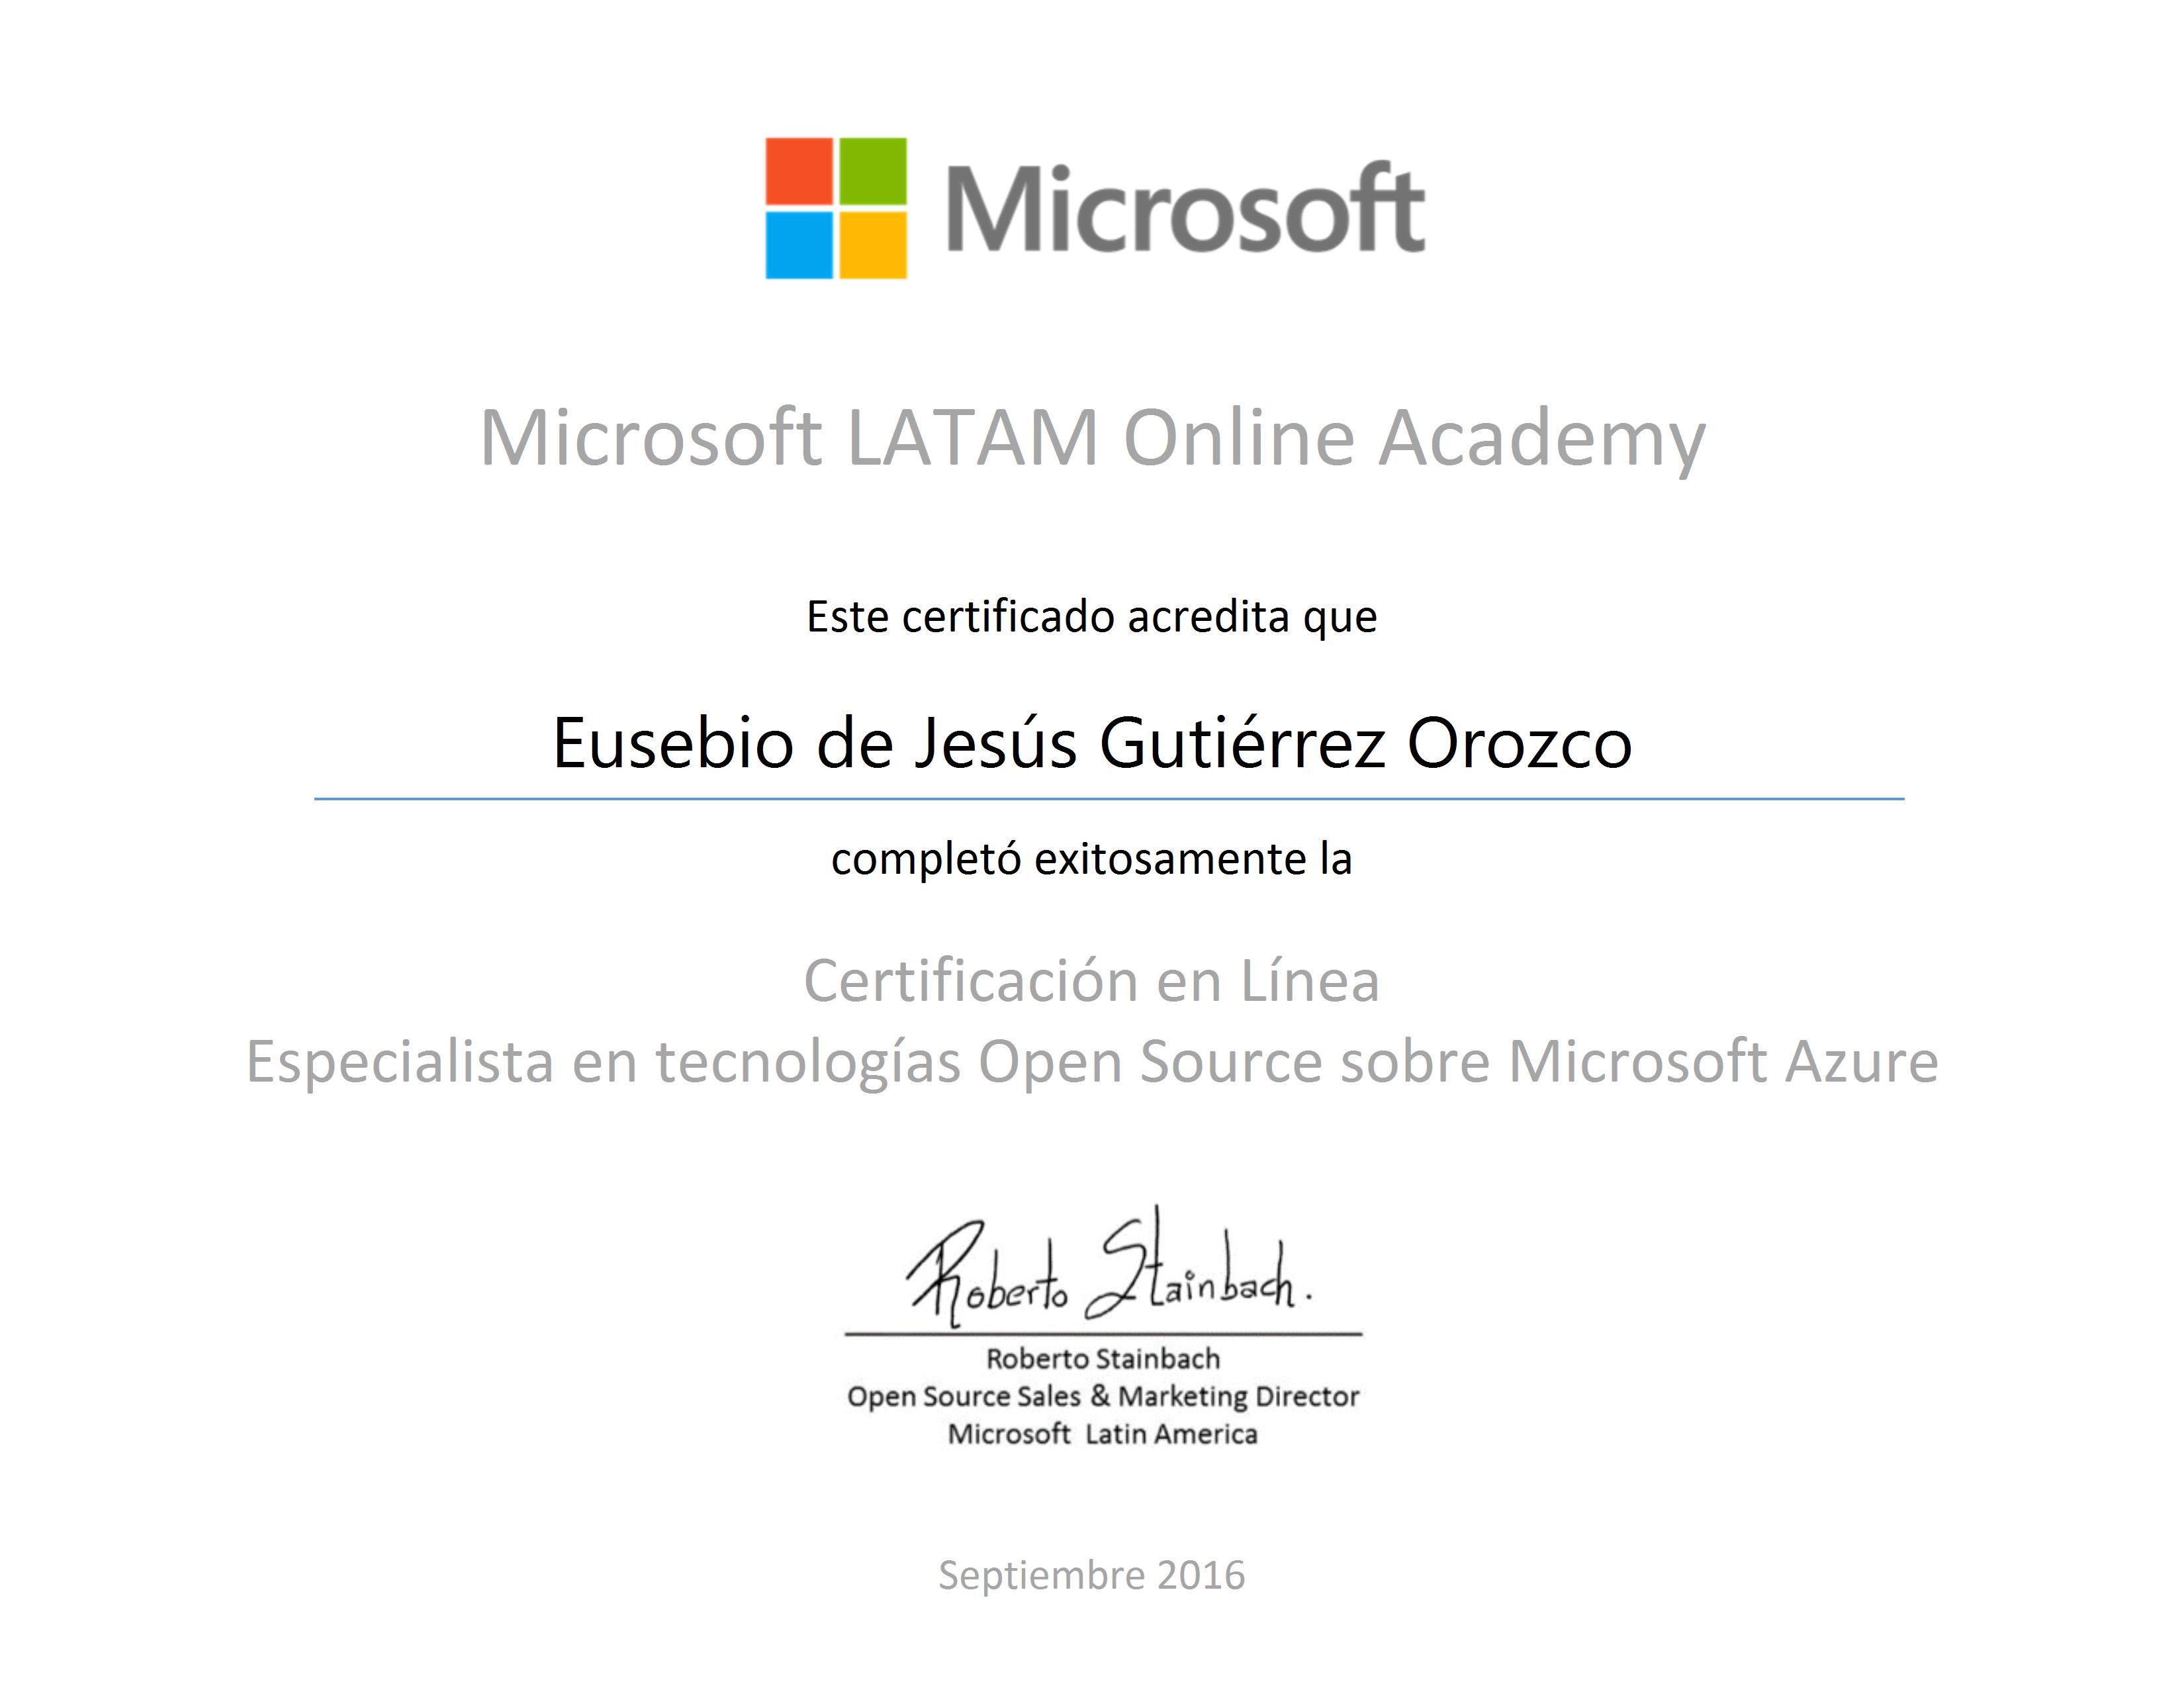 Microsoft
Microsoft LATAM Online Academy
Este certificado acredita que
Eusebio de Jesús Gutiérrez Orozco
completó exitosamente la
Certificación en Línea
Especialista en tecnologías Open Source sobre Microsoft Azure
Roberto Stainbach.
Roberto Stainbach
Open Source Sales & Marketing Director
Microsoft Latin America
Septiembre 2016